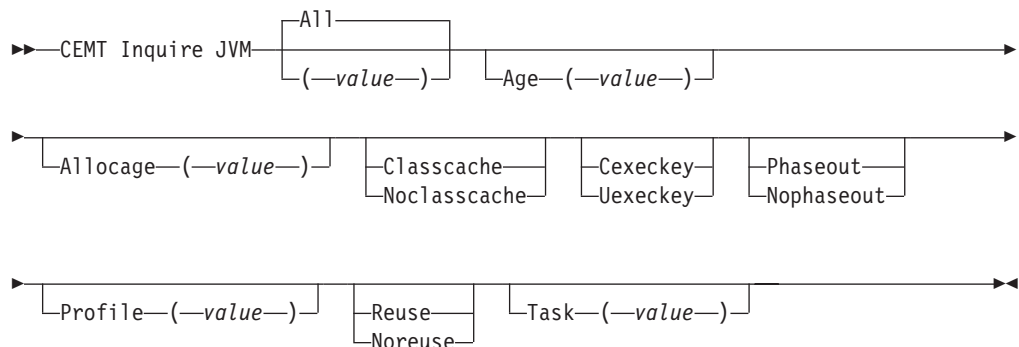 All
CEMT Inquire JVM
(value) Age (value)
Allocage (value) Classcache Cexeckey Phaseout
Noclasscache Uexeckey Nophaseout
Profile (value) Reuse Task (value)
Noreuse